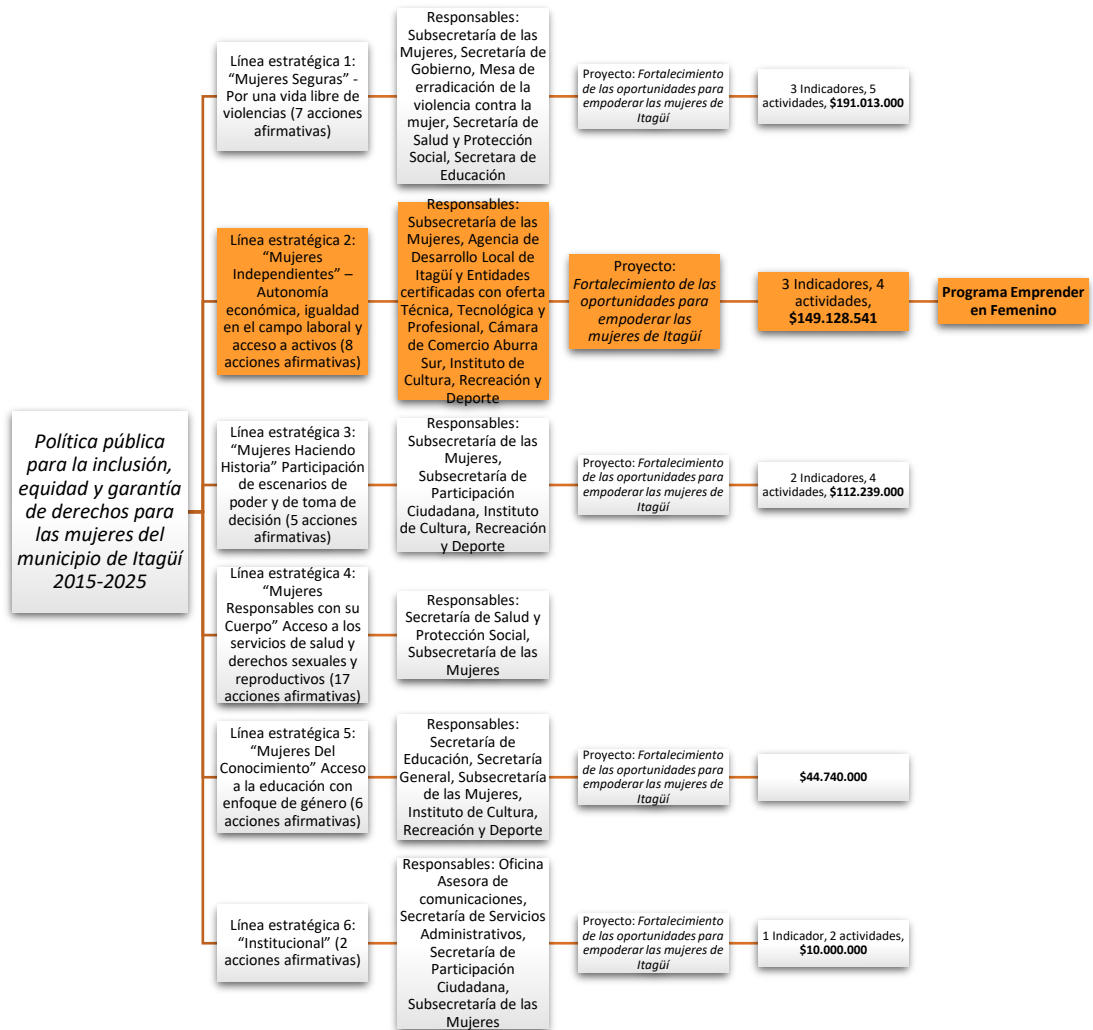 Política pública
para la inclusión,
equidad y garantía
de derechos para
las mujeres del
municipio de Itagüí
2015-2025
Línea estratégica 1:
“Mujeres Seguras” -
Por una vida libre de
violencias (7 acciones
afirmativas)
Responsables:
Subsecretaría de las
Mujeres, Secretaría de
Gobierno, Mesa de
erradicación de la
violencia contra la
mujer, Secretaría de
Salud y Protección
Social, Secretara de
Educación
Proyecto: Fortalecimiento
de las oportunidades para
empoderar las mujeres de
Itagüí
3 Indicadores, 5
actividades, $191.013.000
Línea estratégica 2:
“Mujeres
Independientes” –
Autonomía
económica, igualdad
en el campo laboral y
acceso a activos (8
acciones afirmativas)
Responsables:
Subsecretaría de las
Mujeres, Agencia de
Desarrollo Local de
Itagüí y Entidades
certificadas con oferta
Técnica, Tecnológica y
Profesional, Cámara de
Comercio Aburra
Sur, Instituto de
Cultura, Recreación y
Deporte
Proyecto:
Fortalecimiento de las
oportunidades para
empoderar las
mujeres de Itagüí
3 Indicadores, 4
actividades,
$149.128.541
Programa Emprender
en Femenino
Línea estratégica 3:
“Mujeres Haciendo
Historia” Participación
de escenarios de
poder y de toma de
decisión (5 acciones
afirmativas)
Responsables:
Subsecretaría de las
Mujeres,
Subsecretaría de
Participación
Ciudadana, Instituto
de Cultura, Recreación
y Deporte
Proyecto: Fortalecimiento
de las oportunidades para
empoderar las mujeres de
Itagüí
2 Indicadores, 4
actividades, $112.239.000
Línea estratégica 4:
“Mujeres
Responsables con su
Cuerpo” Acceso a los
servicios de salud y
derechos sexuales y
reproductivos (17
acciones afirmativas)
Responsables:
Secretaría de Salud y
Protección Social,
Subsecretaría de las
Mujeres
Línea estratégica 5:
“Mujeres Del
Conocimiento” Acceso
a la educación con
enfoque de género (6
acciones afirmativas)
Responsables:
Secretaría de
Educación, Secretaría
General, Subsecretaría
de las Mujeres,
Instituto de Cultura,
Recreación y Deporte
Proyecto: Fortalecimiento
de las oportunidades para
empoderar las mujeres de
Itagüí
$44.740.000
Línea estratégica 6:
“Institucional” (2
acciones afirmativas)
Responsables: Oficina
Asesora de
comunicaciones,
Secretaría de Servicios
Administrativos,
Secretaría de
Participación
Ciudadana,
Subsecretaría de las
Mujeres
Proyecto: Fortalecimiento
de las oportunidades para
empoderar las mujeres de
Itagüí
1 Indicador, 2 actividades,
$10.000.000